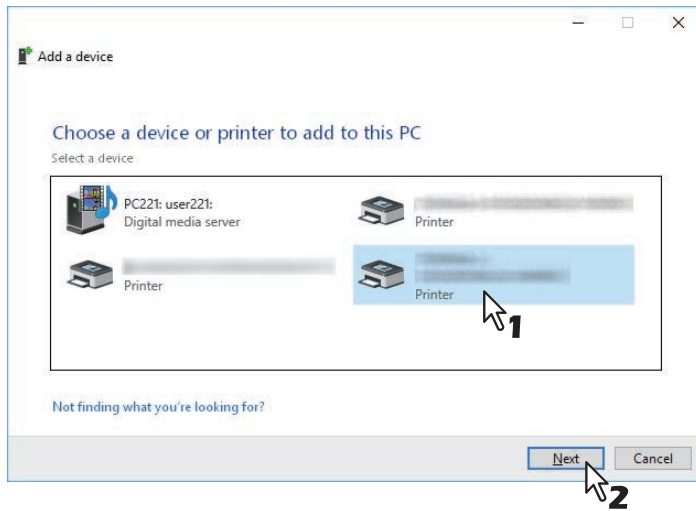 Add a device
Choose a device or printer to add to this PC
Select a device
PC221: user221:
Digital media server
Printer
Printer
Printer
1
Not finding what you're looking for?
Next
Cancel
2